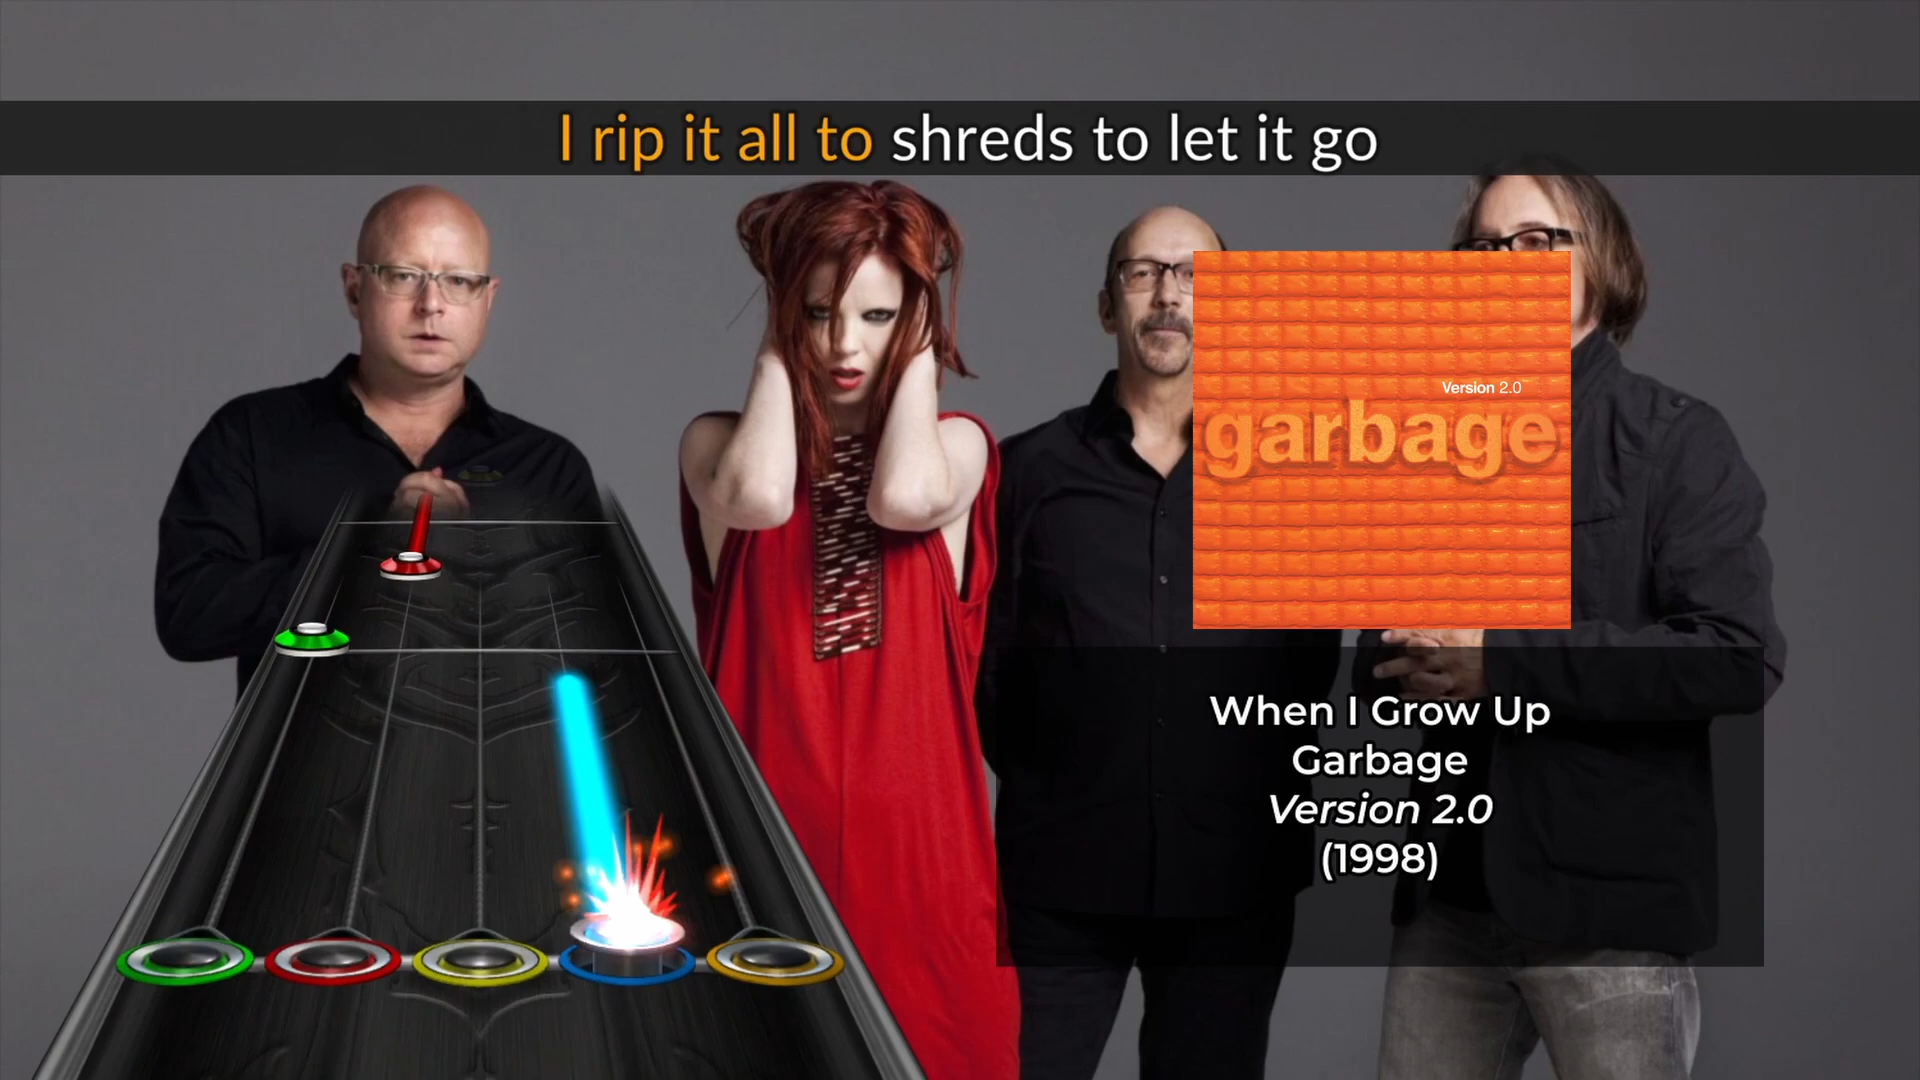 I rip it all to shreds to let it go
Version 2.0
garbage
When I Grow Up
Garbage
Version 2.0
(1998)